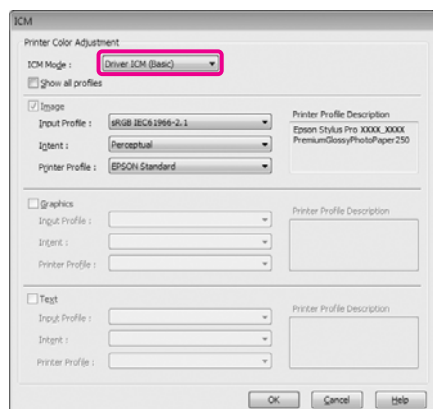 ICM
Printer Color Adjustment
ICM Mode : Driver ICM (Basic)
Show all profiles
Image
Input Profile : sRGB IEC61966-2.1
Intent : Perceptual
Printer Profile : EPSON Standard
Printer Profile Description
Epson Stylus Pro XXXX_XXXX
PremiumGlossyPhotoPaper250
Graphics
Input Profile :
Intent :
Printer Profile :
Printer Profile Description
Text
Input Profile :
Intent :
Printer Profile :
Printer Profile Description
OK Cancel Help